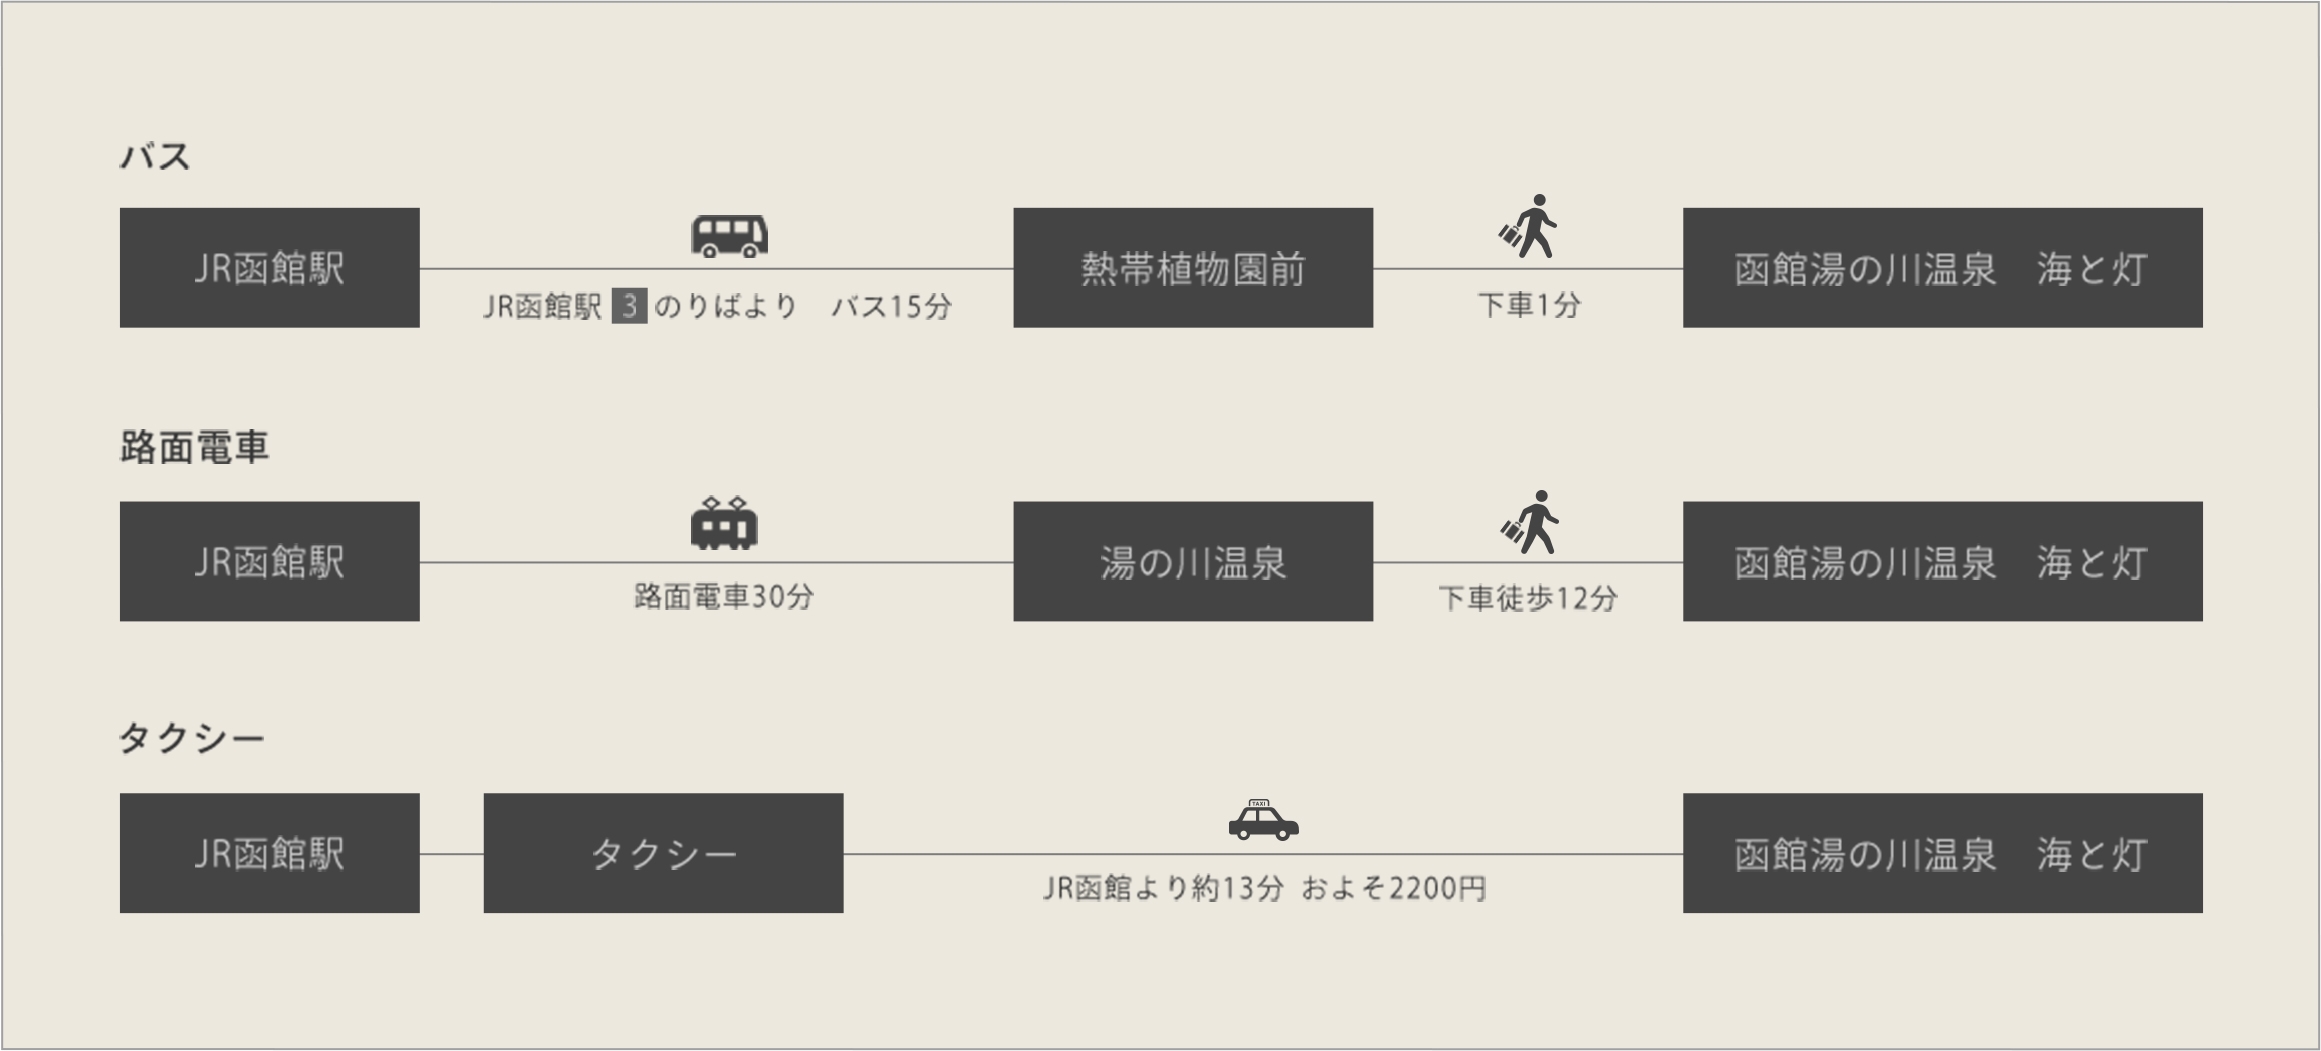 バス
JR函館駅
熱帯植物園前
函館湯の川温泉　海と灯
JR函館駅 3 のりばより　バス15分
下車1分
路面電車
JR函館駅
湯の川温泉
函館湯の川温泉　海と灯
路面電車30分
下車徒歩12分
タクシー
TAXI
JR函館駅
タクシー
函館湯の川温泉　海と灯
JR函館より約13分 およそ2200円